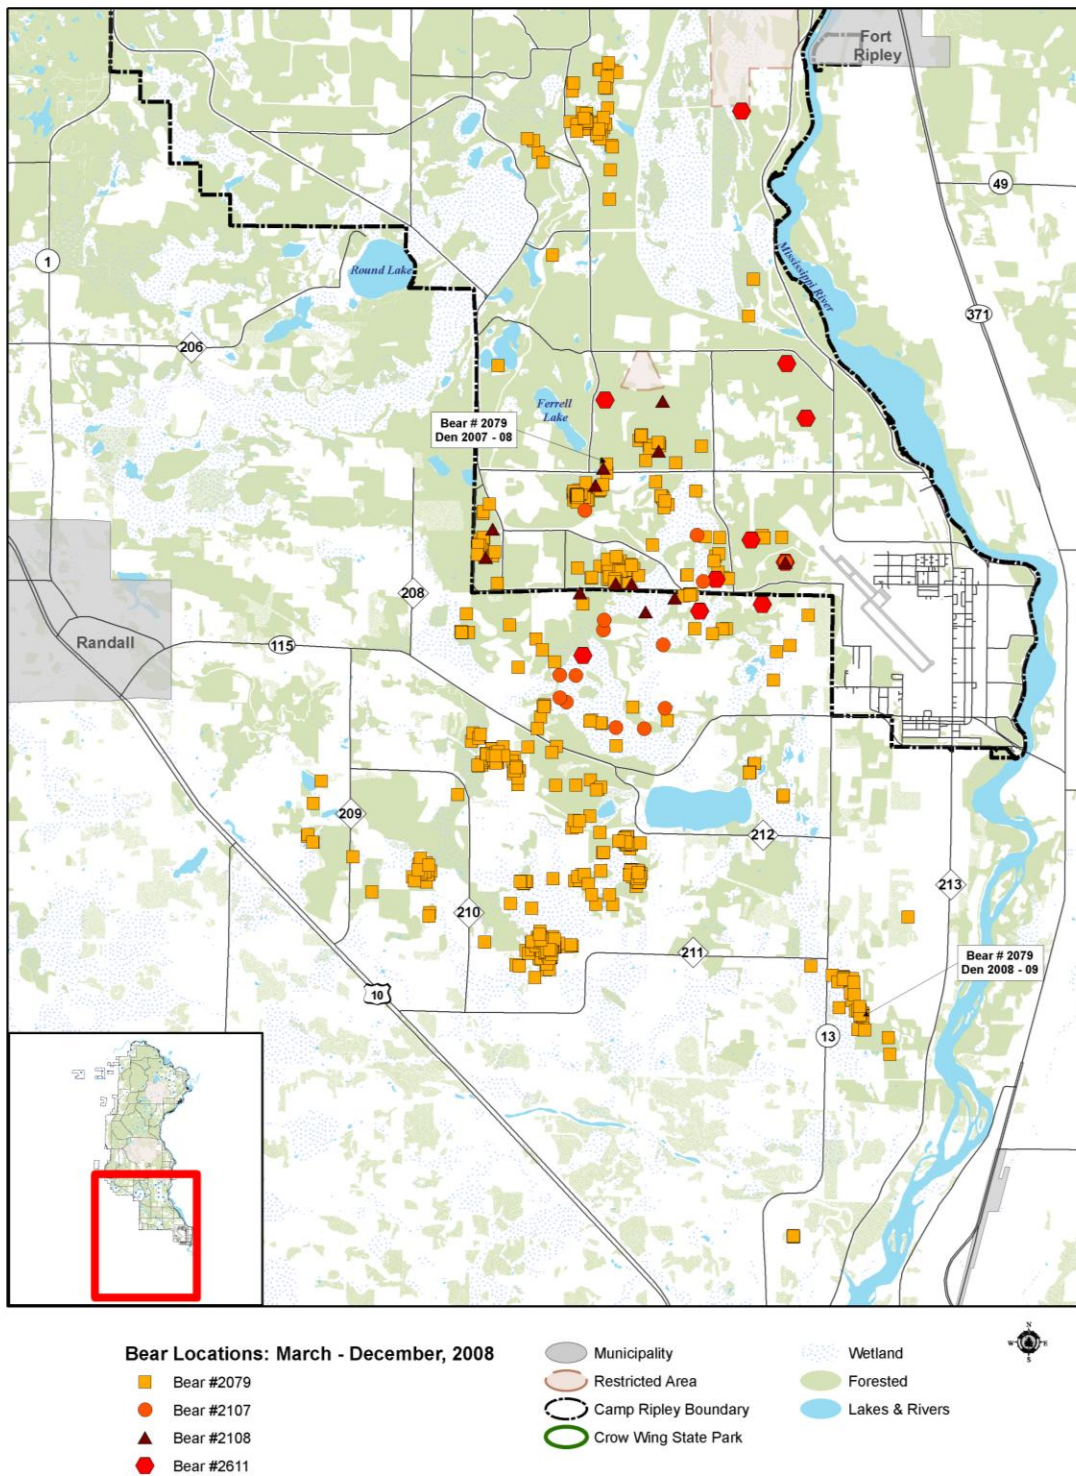 Fort
Ripley
49
1
Round Lake
Mississippi River
371
206
Ferrell
Lake
Bear # 2079
Den 2007 - 08
208
Randall
115
209
212
213
210
211
Bear # 2079
Den 2008 - 09
10
13
Bear Locations: March - December, 2008
Bear #2079
Bear #2107
Bear #2108
Bear #2611
Municipality
Restricted Area
Camp Ripley Boundary
Crow Wing State Park
Wetland
Forested
Lakes & Rivers
N
W
E
S